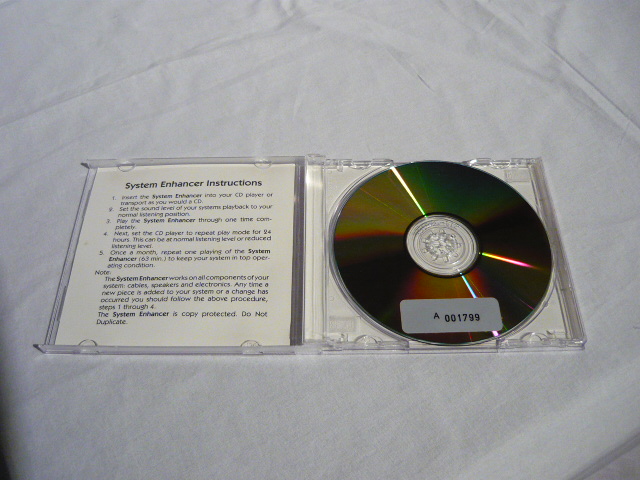 System Enhancer Instructions
1. Insert the System Enhancer into your CD player or
transport as you would a CD.
2. Set the sound level of your systems playback to your
normal listening position.
3. Play the System Enhancer through one time com-
pletely.
4. Next, set the CD player to repeat play mode for 24
hours. This can be at normal listening level or reduced
listening level.
5. Once a month, repeat one playing of the System
Enhancer (63 min.) to keep your system in top oper-
ating condition.
Note:
The System Enhancer works on all components of your
system: cables, speakers and electronics. Any time a
new piece is added to your system or a change has
occurred you should follow the above procedure,
steps 1 through 4.
The System Enhancer is copy protected. Do Not
Duplicate.
A 001799